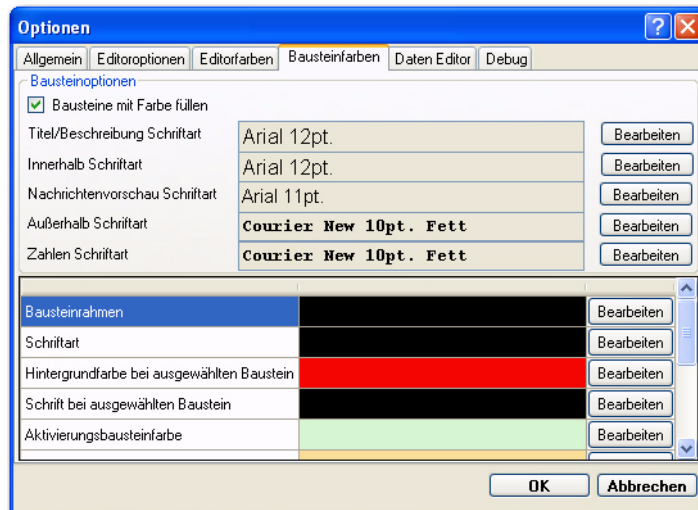 Optionen
Allgemein Editoroptionen Editorfarben Bausteinfarben Daten Editor Debug
Bausteinoptionen
Bausteine mit Farbe füllen
Titel/Beschreibung Schriftart Arial 12pt. Bearbeiten
Innerhalb Schriftart Arial 12pt. Bearbeiten
Nachrichtenvorschau Schriftart Arial 11pt. Bearbeiten
Außerhalb Schriftart Courier New 10pt. Fett Bearbeiten
Zahlen Schriftart Courier New 10pt. Fett Bearbeiten
Bausteinrahmen Bearbeiten
Schriftart Bearbeiten
Hintergrundfarbe bei ausgewählten Baustein Bearbeiten
Schrift bei ausgewählten Baustein Bearbeiten
Aktivierungsbausteinfarbe Bearbeiten
OK Abbrechen